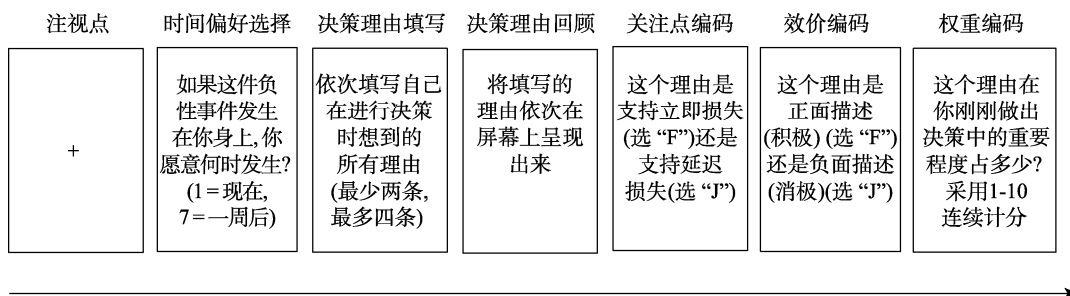 注视点
时间偏好选择
决策理由填写
决策理由回顾
关注点编码
效价编码
权重编码
+
如果这件负
性事件发生
在你身上, 你
愿意何时发生?
(1=现在,
7=一周后)
依次填写自己
在进行决策
时想到的
所有理由
(最少两条,
最多四条)
将填写的
理由依次在
屏幕上呈现
出来
这个理由是
支持立即损失
(选 “F”)还是
支持延迟
损失(选 “J”)
这个理由是
正面描述
(积极) (选 “F”)
还是负面描述
(消极)(选 “J”)
这个理由在
你刚刚做出
决策中的重要
程度占多少?
采用1-10
连续计分